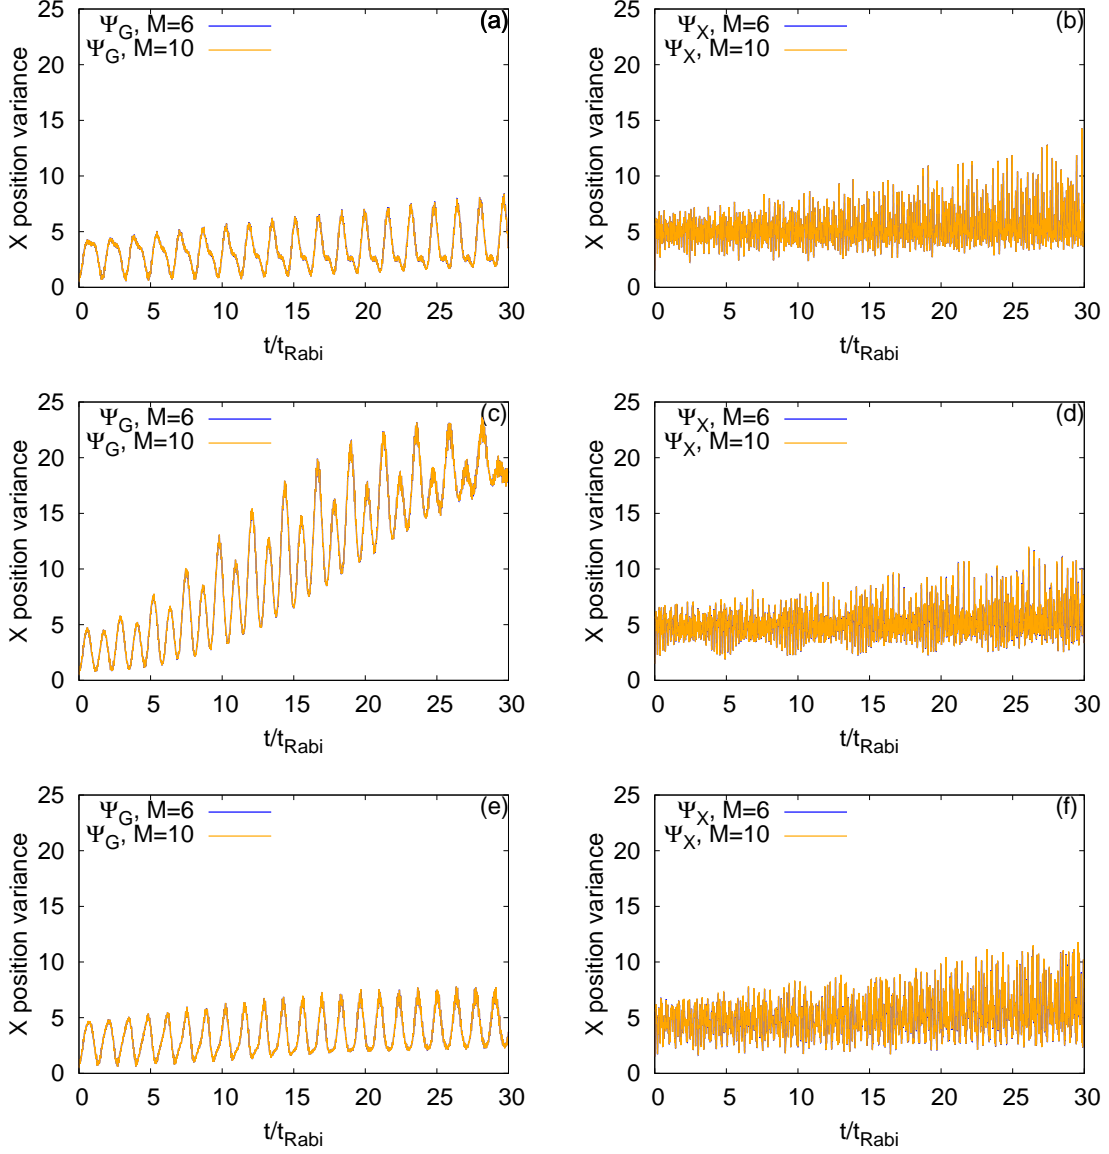 (a)
Ψ_G, M=6
Ψ_G, M=10
X position variance
0 5 10 15 20 25
0 5 10 15 20 25 30
t/t_Rabi
(b)
Ψ_X, M=6
Ψ_X, M=10
X position variance
0 5 10 15 20 25
0 5 10 15 20 25 30
t/t_Rabi
(c)
Ψ_G, M=6
Ψ_G, M=10
X position variance
0 5 10 15 20 25
0 5 10 15 20 25 30
t/t_Rabi
(d)
Ψ_X, M=6
Ψ_X, M=10
X position variance
0 5 10 15 20 25
0 5 10 15 20 25 30
t/t_Rabi
(e)
Ψ_G, M=6
Ψ_G, M=10
X position variance
0 5 10 15 20 25
0 5 10 15 20 25 30
t/t_Rabi
(f)
Ψ_X, M=6
Ψ_X, M=10
X position variance
0 5 10 15 20 25
0 5 10 15 20 25 30
t/t_Rabi